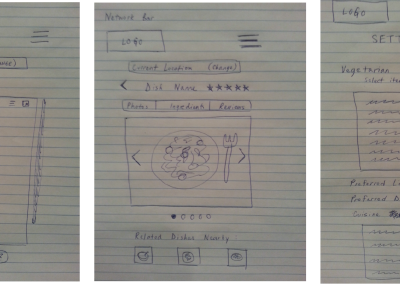 Network Bar
LOGO
Current Location (Change)
Dish Name
Photos Ingredients Reviews
Related Dishes Nearby
LOGO
SETT
Vegetarian
Select
Preferred
Preferred
Cuisine